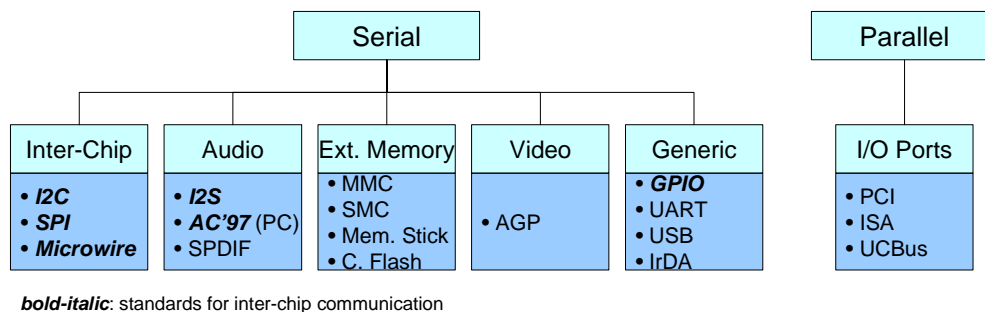 Serial
Parallel
Inter-Chip
• I2C
• SPI
• Microwire
Audio
• I2S
• AC’97 (PC)
• SPDIF
Ext. Memory
• MMC
• SMC
• Mem. Stick
• C. Flash
Video
• AGP
Generic
• GPIO
• UART
• USB
• IrDA
I/O Ports
• PCI
• ISA
• UCBus
bold-italic: standards for inter-chip communication